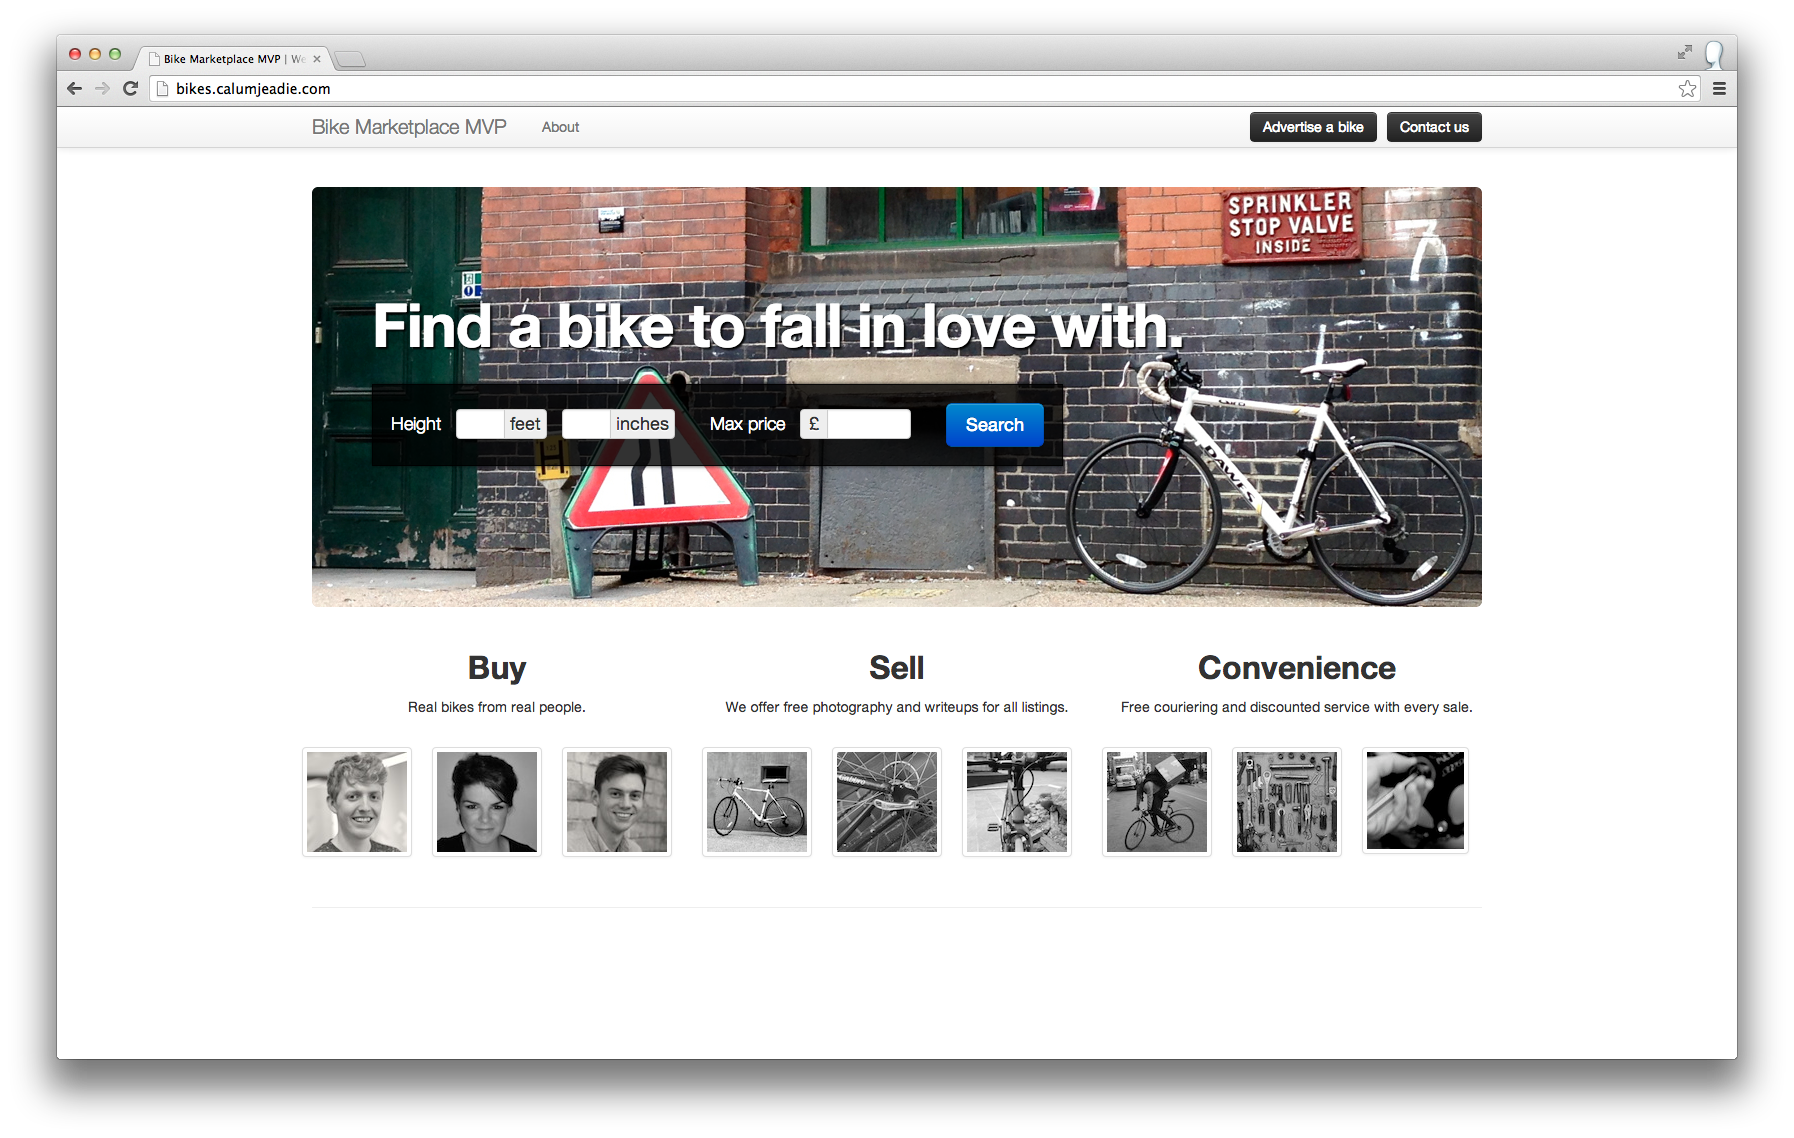 Bike Marketplace MVP | We
bikes.calumjeadie.com
Bike Marketplace MVP About Advertise a bike Contact us
SPRINKLER
STOP VALVE
INSIDE
Find a bike to fall in love with.
Height feet inches Max price £ Search
H
DAWES
Buy
Real bikes from real people.
Sell
We offer free photography and writeups for all listings.
Convenience
Free couriering and discounted service with every sale.